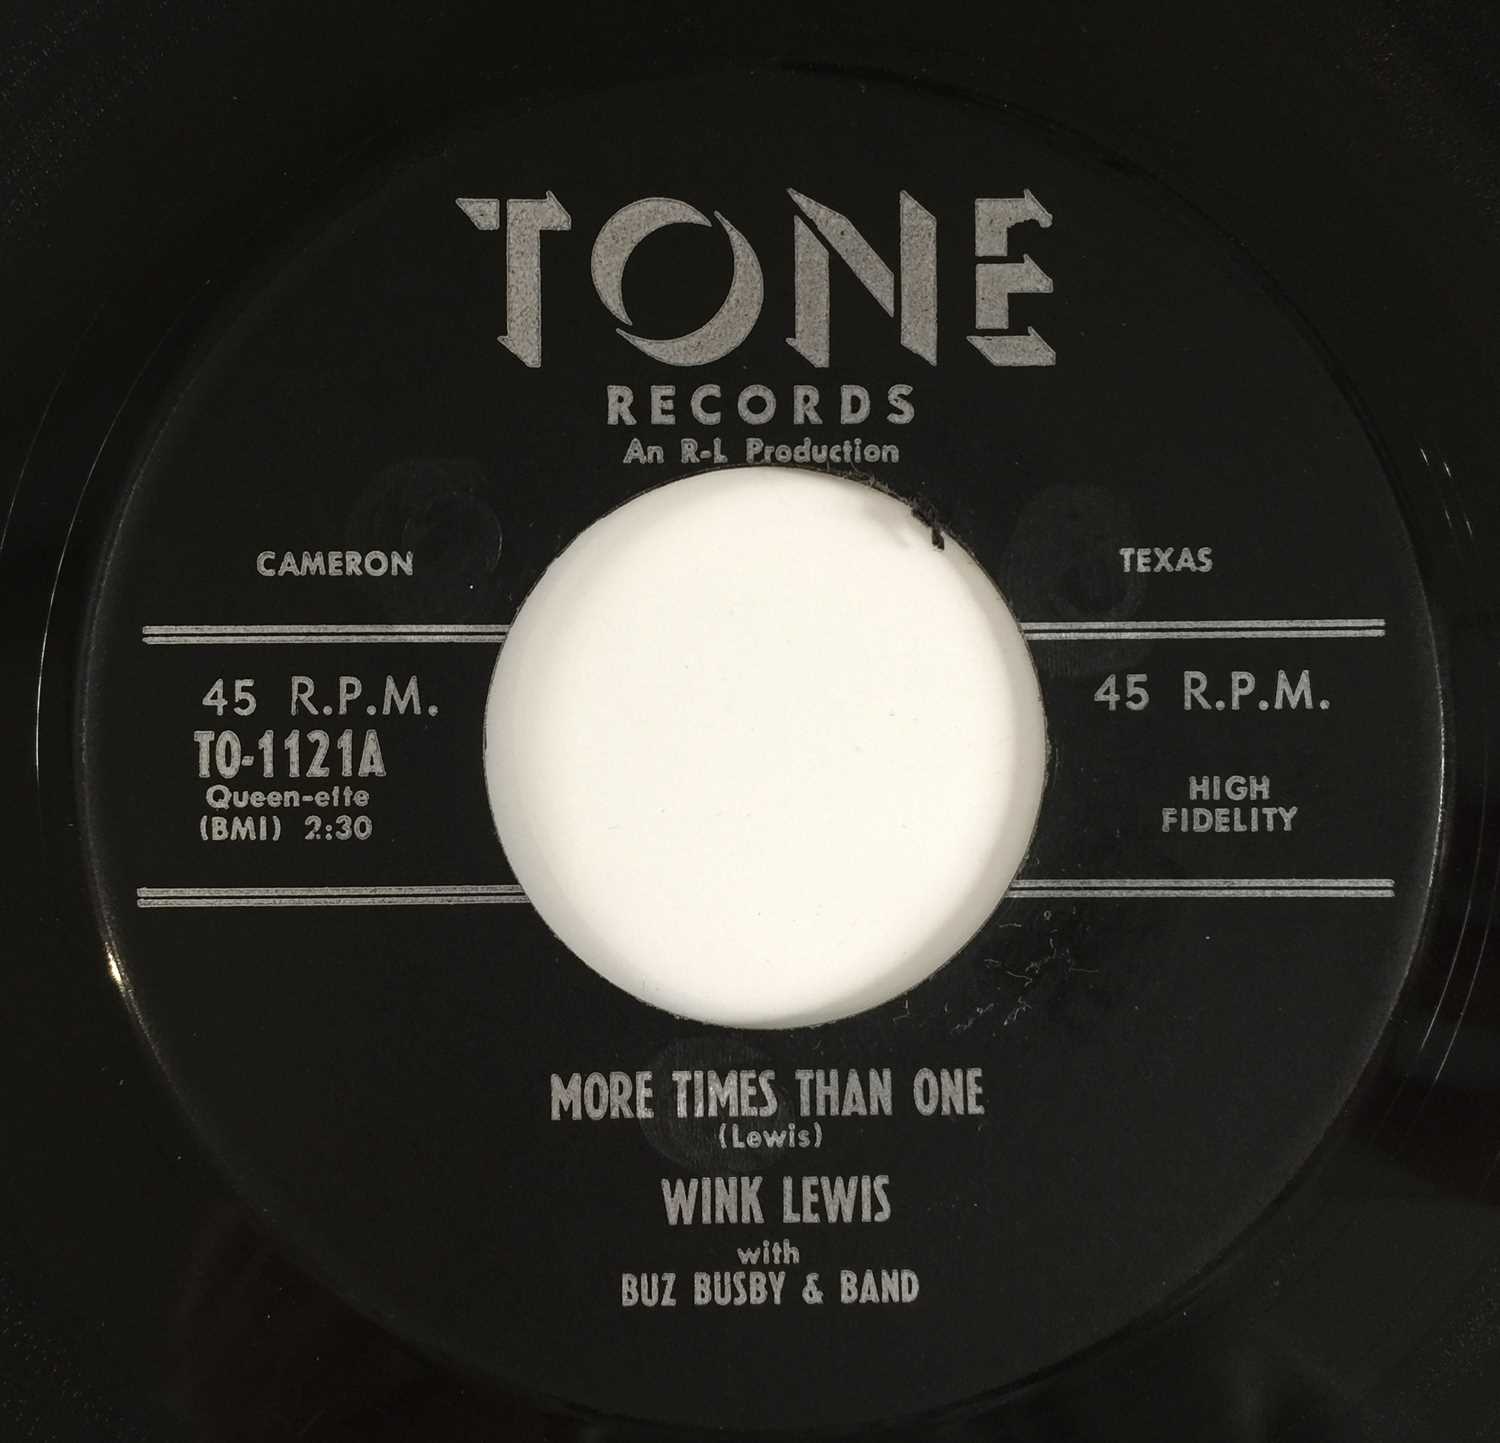 TONE
RECORDS
An R-L Production
CAMERON
TEXAS
45 R.P.M.
TO-1121A
Queen-ette
(BMI) 2:30
45 R.P.M.
HIGH
FIDELITY
MORE TIMES THAN ONE
(Lewis)
WINK LEWIS
with
BUZ BUSBY & BAND